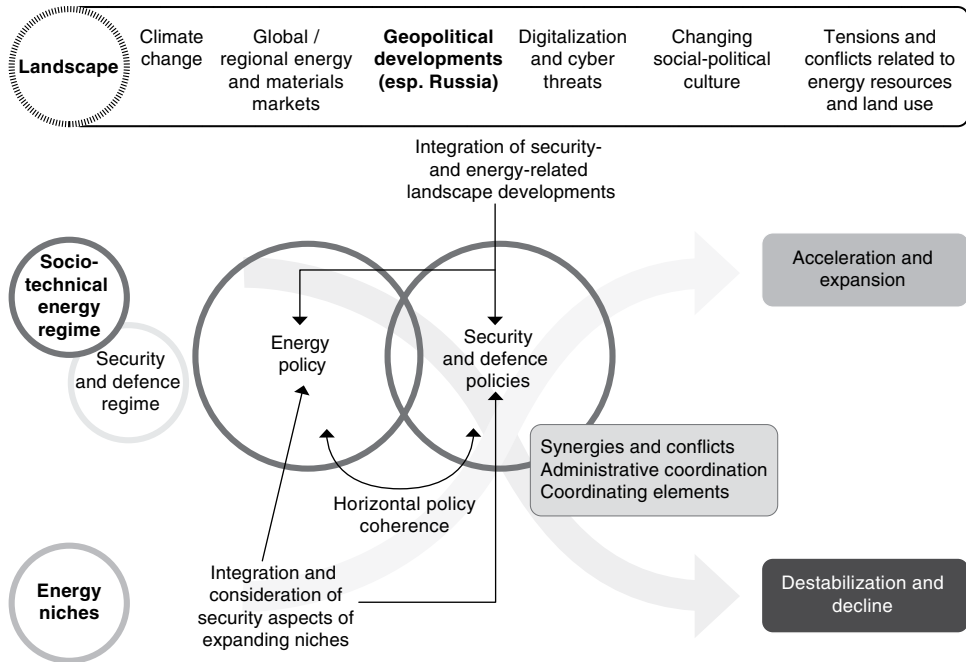 Landscape
Climate
change
Global /
regional energy
and materials
markets
Geopolitical
developments
(esp. Russia)
Digitalization
and cyber
threats
Changing
social-political
culture
Tensions and
conflicts related to
energy resources
and land use
Integration of security-
and energy-related
landscape developments
Socio-
technical
energy
regime
Security
and defence
regime
Energy
policy
Security
and defence
policies
Acceleration and
expansion
Synergies and conflicts
Administrative coordination
Coordinating elements
Horizontal policy
coherence
Energy
niches
Integration and
consideration of
security aspects of
expanding niches
Destabilization and
decline